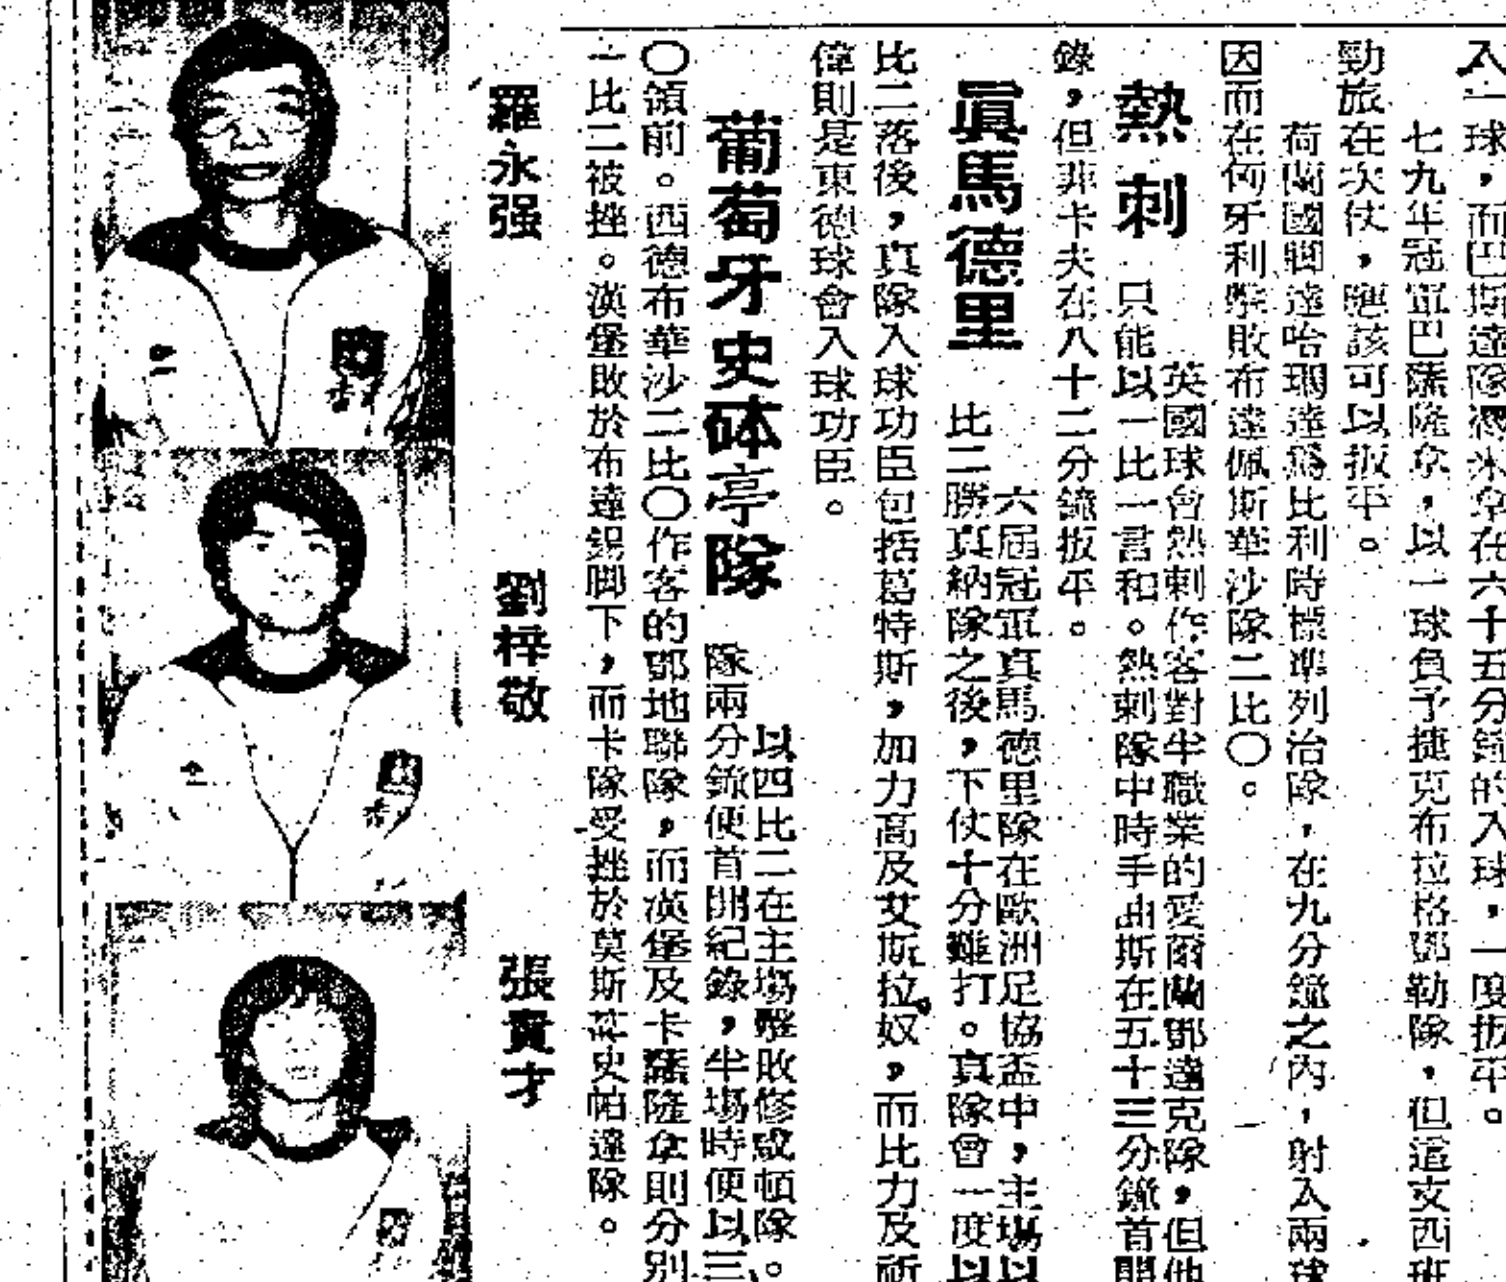 入一球，而巴斯達隊憑米拿在六十五分鐘的入球，一度扳平。
七九年冠軍巴薩隆拿，以一球負予捷克布拉格鄧勒隊，但這支西班
勁旅在次仗，應該可以扳平。
荷蘭國脚達哈瑪達為比利時標準列治隊，在九分鐘之內，射入兩球
因而在匈牙利擊敗布達佩斯華沙隊二比〇。
熱刺
英國球會熱刺作客對半職業的愛爾蘭鄧達克隊，但他
只能以一比一言和。熱刺隊中時手由斯在五十三分鐘首開
錄，但菲卡夫在八十二分鐘扳平。
眞馬德里
六屆冠軍真馬德里隊在歐洲足協盃中，主場以
比二勝真納隊之後，下仗十分難打。真隊曾一度以
比二落後，真隊入球功臣包括葛特斯，加力高及艾斯拉奴，而比力及祈
偉則是東德球會入球功臣。
葡萄牙史砵亭隊
以四比二在主場擊敗修咸頓隊。
隊兩分鐘便首開紀錄，半場時便以三
〇領前。西德布華沙二比〇作客的鄧地聯隊，而漢堡及卡薩隆拿則分別
一比二被挫。漢堡敗於布達錫脚下，而卡隊受挫於莫斯科史帕達隊。
羅永强
劉梓敬
張貴才